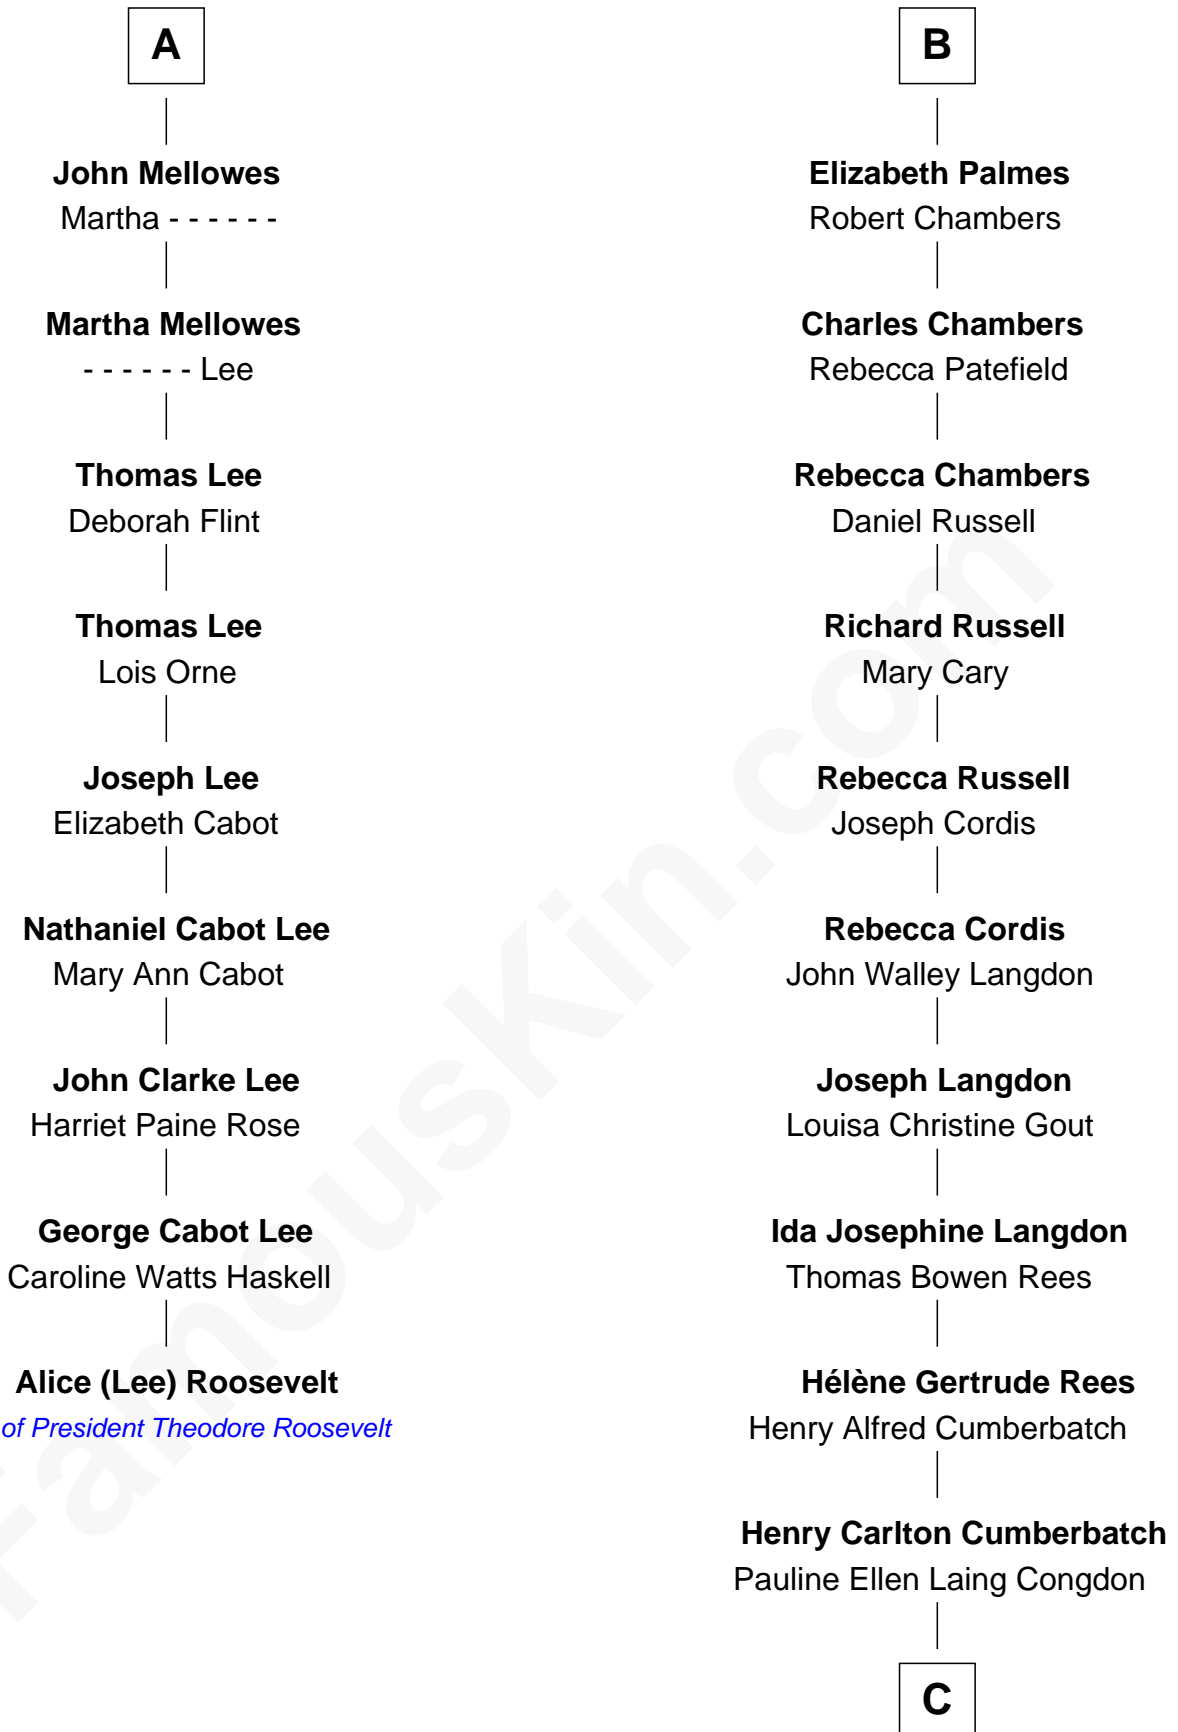 A
John Mellowes
Martha - - - - - -
Martha Mellowes
- - - - - - Lee
Thomas Lee
Deborah Flint
Thomas Lee
Lois Orne
Joseph Lee
Elizabeth Cabot
Nathaniel Cabot Lee
Mary Ann Cabot
John Clarke Lee
Harriet Paine Rose
George Cabot Lee
Caroline Watts Haskell
Alice (Lee) Roosevelt
of President Theodore Roosevelt
B
Elizabeth Palmes
Robert Chambers
Charles Chambers
Rebecca Patefield
Rebecca Chambers
Daniel Russell
Richard Russell
Mary Cary
Rebecca Russell
Joseph Cordis
Rebecca Cordis
John Walley Langdon
Joseph Langdon
Louisa Christine Gout
Ida Josephine Langdon
Thomas Bowen Rees
Hélène Gertrude Rees
Henry Alfred Cumberbatch
Henry Carlton Cumberbatch
Pauline Ellen Laing Congdon
C
FamousKin.com